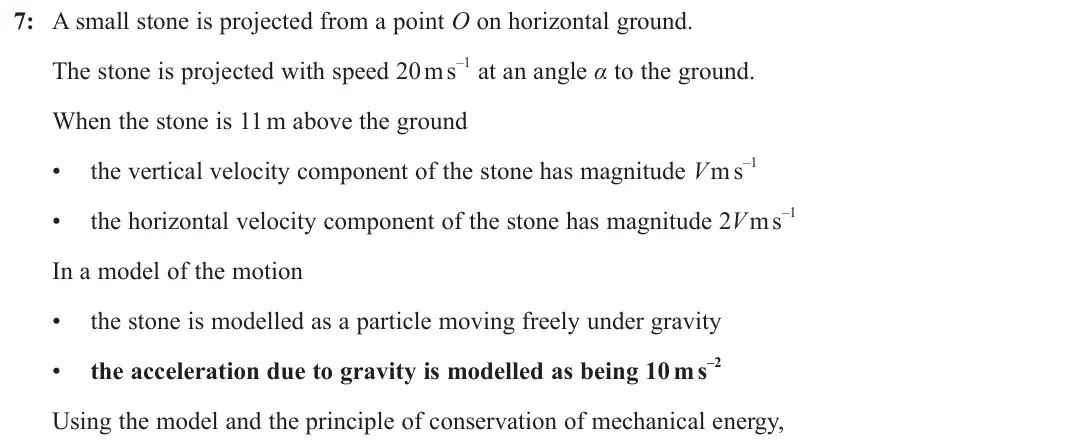 7: A small stone is projected from a point O on horizontal ground.
The stone is projected with speed 20 m s⁻¹ at an angle α to the ground.
When the stone is 11 m above the ground
• the vertical velocity component of the stone has magnitude V m s⁻¹
• the horizontal velocity component of the stone has magnitude 2V m s⁻¹
In a model of the motion
• the stone is modelled as a particle moving freely under gravity
• the acceleration due to gravity is modelled as being 10 m s⁻²
Using the model and the principle of conservation of mechanical energy,